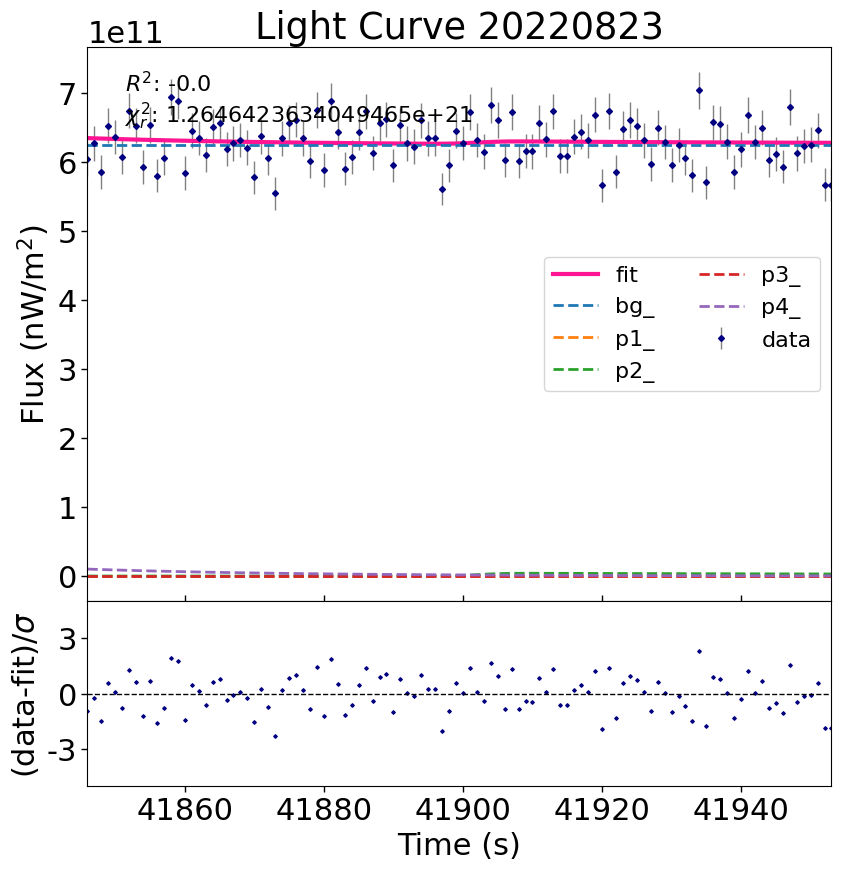 Light Curve 20220823
1e11
R²: -0.0
χ²ᵣ: 1.2646423634049465e+21
7
6
5
4
3
2
1
0
Flux (nW/m²)
fit
bg_
p1_
p2_
p3_
p4_
data
3
0
-3
(data-fit)/σ
41860 41880 41900 41920 41940
Time (s)